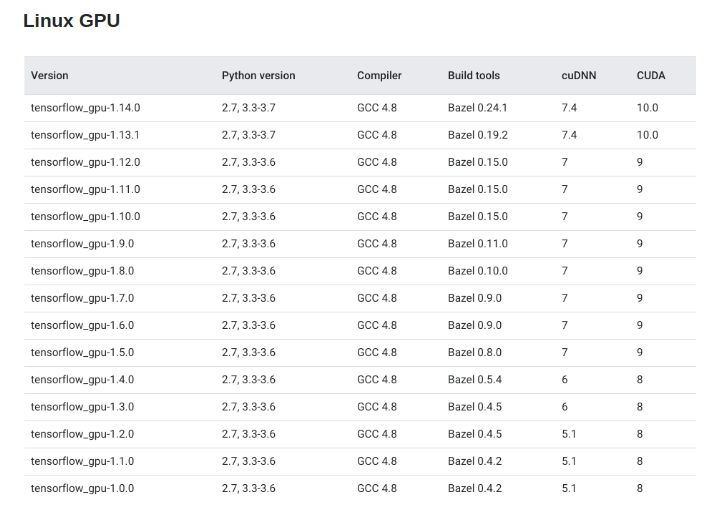 Linux GPU
Version Python version Compiler Build tools cuDNN CUDA
tensorflow_gpu-1.14.0 2.7, 3.3-3.7 GCC 4.8 Bazel 0.24.1 7.4 10.0
tensorflow_gpu-1.13.1 2.7, 3.3-3.7 GCC 4.8 Bazel 0.19.2 7.4 10.0
tensorflow_gpu-1.12.0 2.7, 3.3-3.6 GCC 4.8 Bazel 0.15.0 7 9
tensorflow_gpu-1.11.0 2.7, 3.3-3.6 GCC 4.8 Bazel 0.15.0 7 9
tensorflow_gpu-1.10.0 2.7, 3.3-3.6 GCC 4.8 Bazel 0.15.0 7 9
tensorflow_gpu-1.9.0 2.7, 3.3-3.6 GCC 4.8 Bazel 0.11.0 7 9
tensorflow_gpu-1.8.0 2.7, 3.3-3.6 GCC 4.8 Bazel 0.10.0 7 9
tensorflow_gpu-1.7.0 2.7, 3.3-3.6 GCC 4.8 Bazel 0.9.0 7 9
tensorflow_gpu-1.6.0 2.7, 3.3-3.6 GCC 4.8 Bazel 0.9.0 7 9
tensorflow_gpu-1.5.0 2.7, 3.3-3.6 GCC 4.8 Bazel 0.8.0 7 9
tensorflow_gpu-1.4.0 2.7, 3.3-3.6 GCC 4.8 Bazel 0.5.4 6 8
tensorflow_gpu-1.3.0 2.7, 3.3-3.6 GCC 4.8 Bazel 0.4.5 6 8
tensorflow_gpu-1.2.0 2.7, 3.3-3.6 GCC 4.8 Bazel 0.4.5 5.1 8
tensorflow_gpu-1.1.0 2.7, 3.3-3.6 GCC 4.8 Bazel 0.4.2 5.1 8
tensorflow_gpu-1.0.0 2.7, 3.3-3.6 GCC 4.8 Bazel 0.4.2 5.1 8